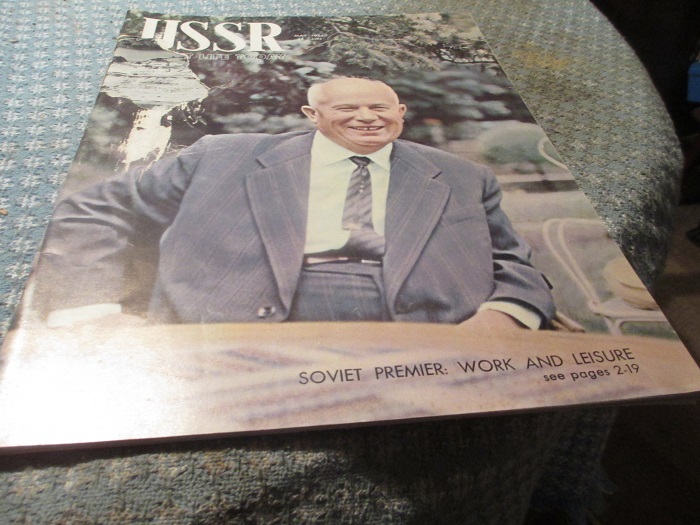 USSR
SOVIET PREMIER: WORK AND LEISURE
see pages 2-19